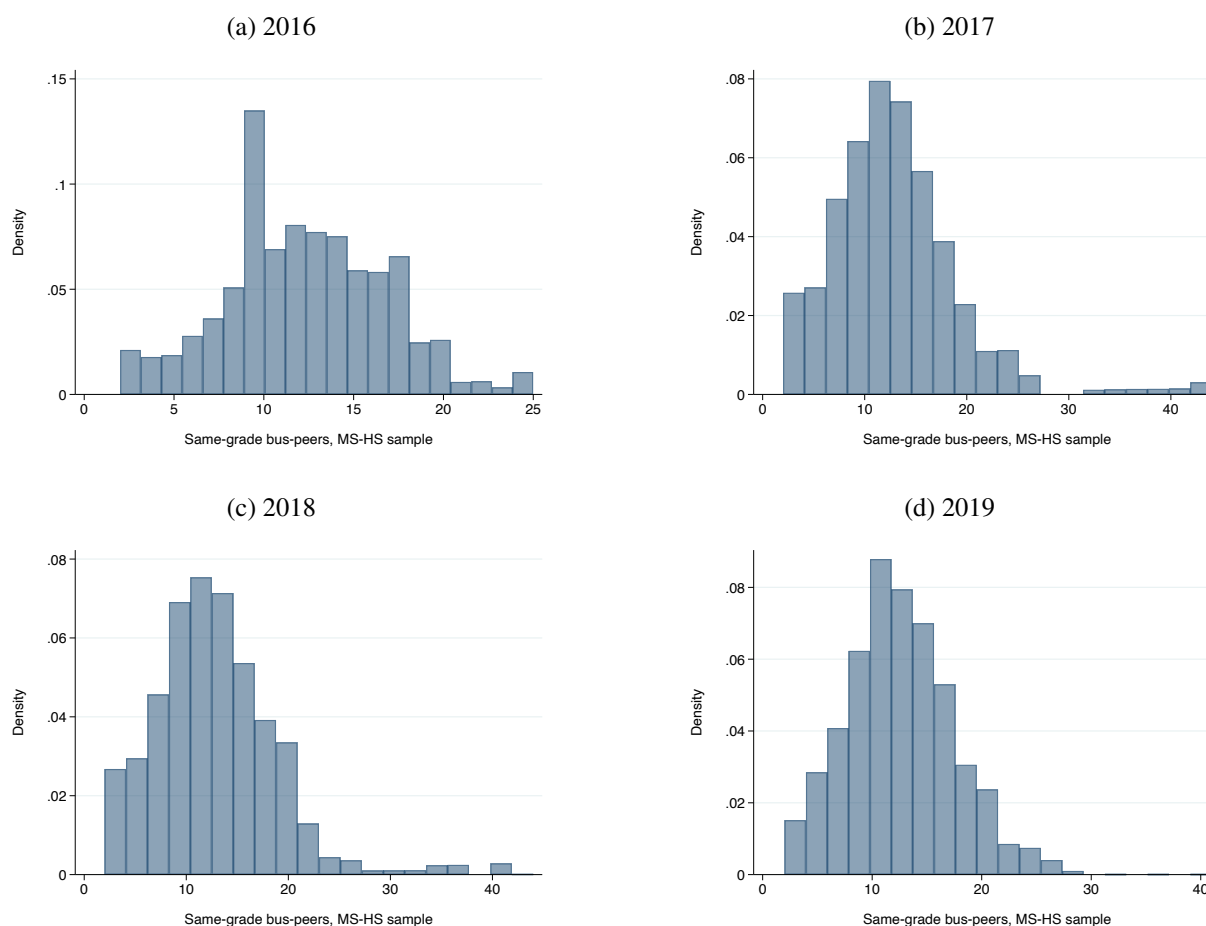 (a) 2016
.15
.1
.05
0
Density
0 5 10 15 20 25
Same-grade bus-peers, MS-HS sample
(b) 2017
.08
.06
.04
.02
0
Density
0 10 20 30 40
Same-grade bus-peers, MS-HS sample
(c) 2018
.08
.06
.04
.02
0
Density
0 10 20 30 40
Same-grade bus-peers, MS-HS sample
(d) 2019
.08
.06
.04
.02
0
Density
0 10 20 30 40
Same-grade bus-peers, MS-HS sample